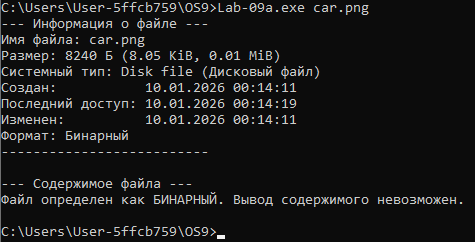 C:\Users\User-5ffcb759\OS9>Lab-09a.exe car.png
--- Информация о файле ---
Имя файла: car.png
Размер: 8240 Б (8.05 KiB, 0.01 MiB)
Системный тип: Disk file (Дисковый файл)
Создан: 10.01.2026 00:14:11
Последний доступ: 10.01.2026 00:14:19
Изменен: 10.01.2026 00:14:11
Формат: Бинарный
--------------------------
--- Содержимое файла ---
Файл определен как БИНАРНЫЙ. Вывод содержимого невозможен.
C:\Users\User-5ffcb759\OS9>